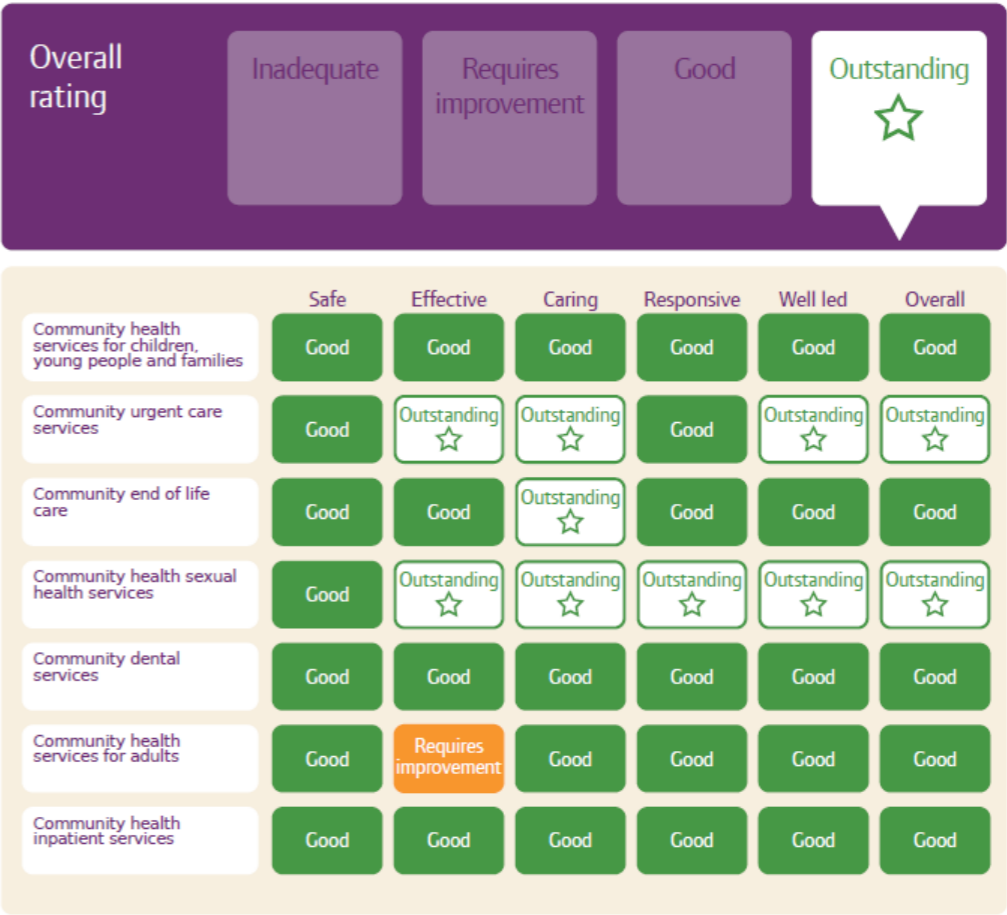 Overall
rating
Inadequate
Requires
improvement
Good
Outstanding
Safe Effective Caring Responsive Well led Overall
Community health
services for children,
young people and families
Good Good Good Good Good Good
Community urgent care
services
Good Outstanding Outstanding Good Outstanding Outstanding
Community end of life
care
Good Good Outstanding Good Good Good
Community health sexual
health services
Good Outstanding Outstanding Outstanding Outstanding Outstanding
Community dental
services
Good Good Good Good Good Good
Community health
services for adults
Good Requires
improvement Good Good Good Good
Community health
inpatient services
Good Good Good Good Good Good